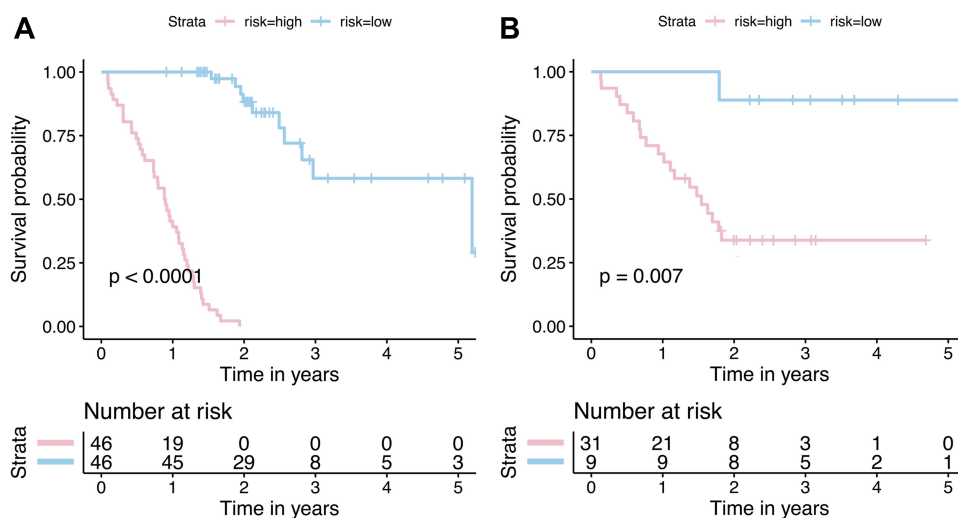 A
Strata risk=high risk=low
Survival probability
1.00
0.75
0.50
0.25
0.00
p < 0.0001
0 1 2 3 4 5
Time in years
Number at risk
Strata
46 19 0 0 0 0
46 45 29 8 5 3
0 1 2 3 4 5
Time in years
B
Strata risk=high risk=low
Survival probability
1.00
0.75
0.50
0.25
0.00
p = 0.007
0 1 2 3 4 5
Time in years
Number at risk
Strata
31 21 8 3 1 0
9 9 8 5 2 1
0 1 2 3 4 5
Time in years